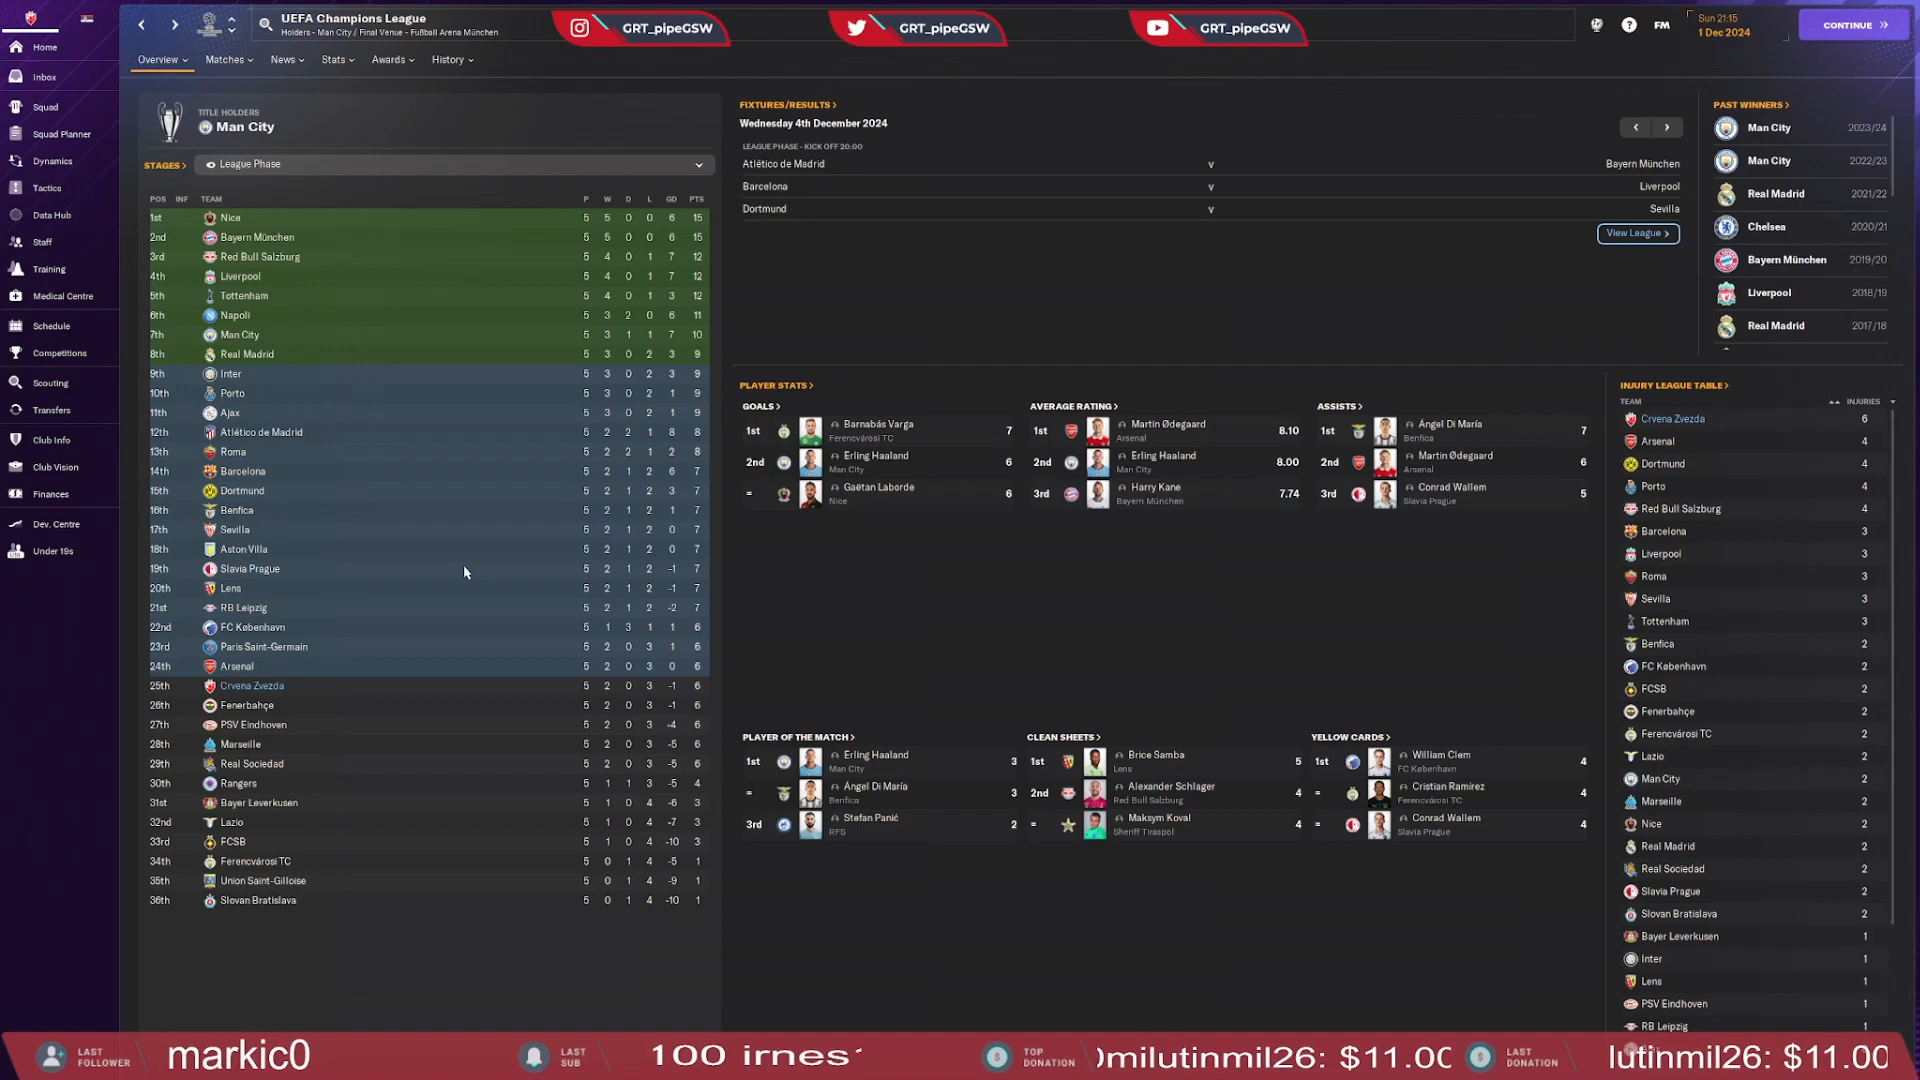 UEFA Champions League
Holders - Man City / Final Venue - Fußball Arena München
GRT_pipeGSW
GRT_pipeGSW
GRT_pipeGSW
FM
Sun 21:15
1 Dec 2024
CONTINUE
Overview
Matches
News
Stats
Awards
History
Home
Inbox
Squad
Squad Planner
Dynamics
Tactics
Data Hub
Staff
Training
Medical Centre
Schedule
Competitions
Scouting
Transfers
Club Info
Club Vision
Finances
Dev. Centre
Under 19s
TITLE HOLDERS
Man City
STAGES > League Phase
POS INF TEAM P W D L GD PTS
1st Nice 5 5 0 0 6 15
2nd Bayern München 5 5 0 0 6 15
3rd Red Bull Salzburg 5 4 0 1 7 12
4th Liverpool 5 4 0 1 7 12
5th Tottenham 5 4 0 1 3 12
6th Napoli 5 3 2 0 6 11
7th Man City 5 3 1 1 7 10
8th Real Madrid 5 3 0 2 3 9
9th Inter 5 3 0 2 3 9
10th Porto 5 3 0 2 1 9
11th Ajax 5 3 0 2 1 9
12th Atlético de Madrid 5 2 2 1 8 8
13th Roma 5 2 2 1 2 8
14th Barcelona 5 2 1 2 6 7
15th Dortmund 5 2 1 2 3 7
16th Benfica 5 2 1 2 1 7
17th Sevilla 5 2 1 2 0 7
18th Aston Villa 5 2 1 2 0 7
19th Slavia Prague 5 2 1 2 -1 7
20th Lens 5 2 1 2 -1 7
21st RB Leipzig 5 2 1 2 -2 7
22nd FC København 5 1 3 1 1 6
23rd Paris Saint-Germain 5 2 0 3 1 6
24th Arsenal 5 2 0 3 0 6
25th Crvena Zvezda 5 2 0 3 -1 6
26th Fenerbahçe 5 2 0 3 -1 6
27th PSV Eindhoven 5 2 0 3 -4 6
28th Marseille 5 2 0 3 -5 6
29th Real Sociedad 5 2 0 3 -5 6
30th Rangers 5 1 1 3 -5 4
31st Bayer Leverkusen 5 1 0 4 -6 3
32nd Lazio 5 1 0 4 -7 3
33rd FCSB 5 1 0 4 -10 3
34th Ferencvárosi TC 5 0 1 4 -5 1
35th Union Saint-Gilloise 5 0 1 4 -9 1
36th Slovan Bratislava 5 0 1 4 -10 1
FIXTURES/RESULTS >
Wednesday 4th December 2024
LEAGUE PHASE - KICK OFF 20:00
Atlético de Madrid v Bayern München
Barcelona v Liverpool
Dortmund v Sevilla
View League >
PAST WINNERS >
Man City 2023/24
Man City 2022/23
Real Madrid 2021/22
Chelsea 2020/21
Bayern München 2019/20
Liverpool 2018/19
Real Madrid 2017/18
PLAYER STATS >
GOALS >
1st Barnabás Varga 7
Ferencvárosi TC
2nd Erling Haaland 6
Man City
= Gaëtan Laborde 6
Nice
AVERAGE RATING >
1st Martin Ødegaard 8.10
Arsenal
2nd Erling Haaland 8.00
Man City
3rd Harry Kane 7.74
Bayern München
ASSISTS >
1st Ángel Di María 7
Benfica
2nd Martin Ødegaard 6
Arsenal
3rd Conrad Wallem 5
Slavia Prague
PLAYER OF THE MATCH >
1st Erling Haaland 3
Man City
= Ángel Di María 3
Benfica
3rd Stefan Panić 2
RFS
CLEAN SHEETS >
1st Brice Samba 5
Lens
2nd Alexander Schlager 4
Red Bull Salzburg
= Maksym Koval 4
Sheriff Tiraspol
YELLOW CARDS >
1st William Clem 4
FC København
= Cristian Ramírez 4
Ferencvárosi TC
= Conrad Wallem 4
Slavia Prague
INJURY LEAGUE TABLE >
TEAM INJURIES
Crvena Zvezda 6
Arsenal 4
Dortmund 4
Porto 4
Red Bull Salzburg 4
Barcelona 3
Liverpool 3
Roma 3
Sevilla 3
Tottenham 3
Benfica 2
FC København 2
FCSB 2
Fenerbahçe 2
Ferencvárosi TC 2
Lazio 2
Man City 2
Marseille 2
Nice 2
Real Madrid 2
Real Sociedad 2
Slavia Prague 2
Slovan Bratislava 2
Bayer Leverkusen 1
Inter 1
Lens 1
PSV Eindhoven 1
RB Leipzig 1
LAST FOLLOWER markic0
LAST SUB 100 irnes
TOP DONATION milutinmil26: $11.00
LAST DONATION lutinmil26: $11.00